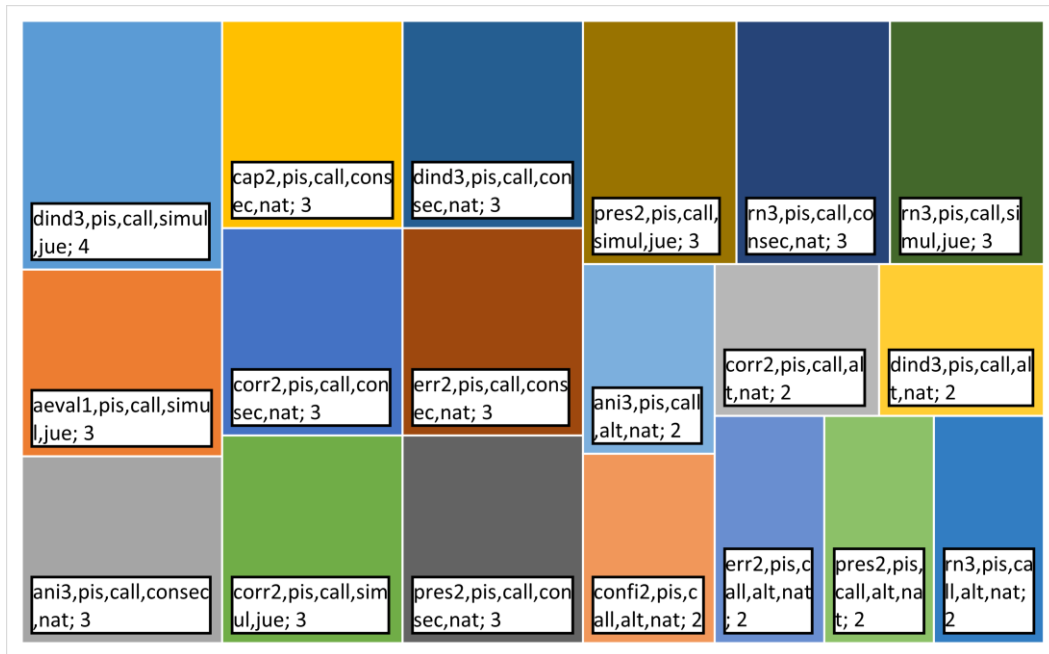 dind3,pis,call,simul
,jue; 4
aeval1,pis,call,simu
l,jue; 3
ani3,pis,call,consec
,nat; 3
cap2,pis,call,cons
ec,nat; 3
corr2,pis,call,con
sec,nat; 3
corr2,pis,call,sim
ul,jue; 3
dind3,pis,call,con
sec,nat; 3
err2,pis,call,cons
ec,nat; 3
pres2,pis,call,con
sec,nat; 3
pres2,pis,call,
simul,jue; 3
rn3,pis,call,co
nsec,nat; 3
rn3,pis,call,si
mul,jue; 3
ani3,pis,call
,alt,nat; 2
confi2,pis,c
all,alt,nat; 2
corr2,pis,call,al
t,nat; 2
dind3,pis,call,al
t,nat; 2
err2,pis,c
all,alt,nat
; 2
pres2,pis,
call,alt,na
t; 2
rn3,pis,ca
ll,alt,nat;
2